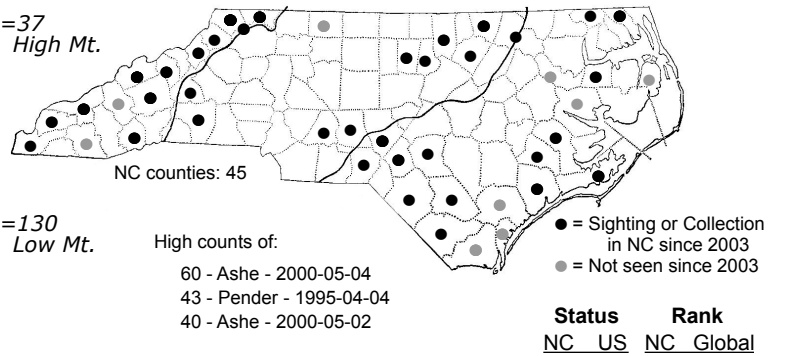 =37
High Mt.
NC counties: 45
=130
Low Mt.
High counts of:
60 - Ashe - 2000-05-04
43 - Pender - 1995-04-04
40 - Ashe - 2000-05-02
= Sighting or Collection
in NC since 2003
= Not seen since 2003
Status Rank
NC US NC Global